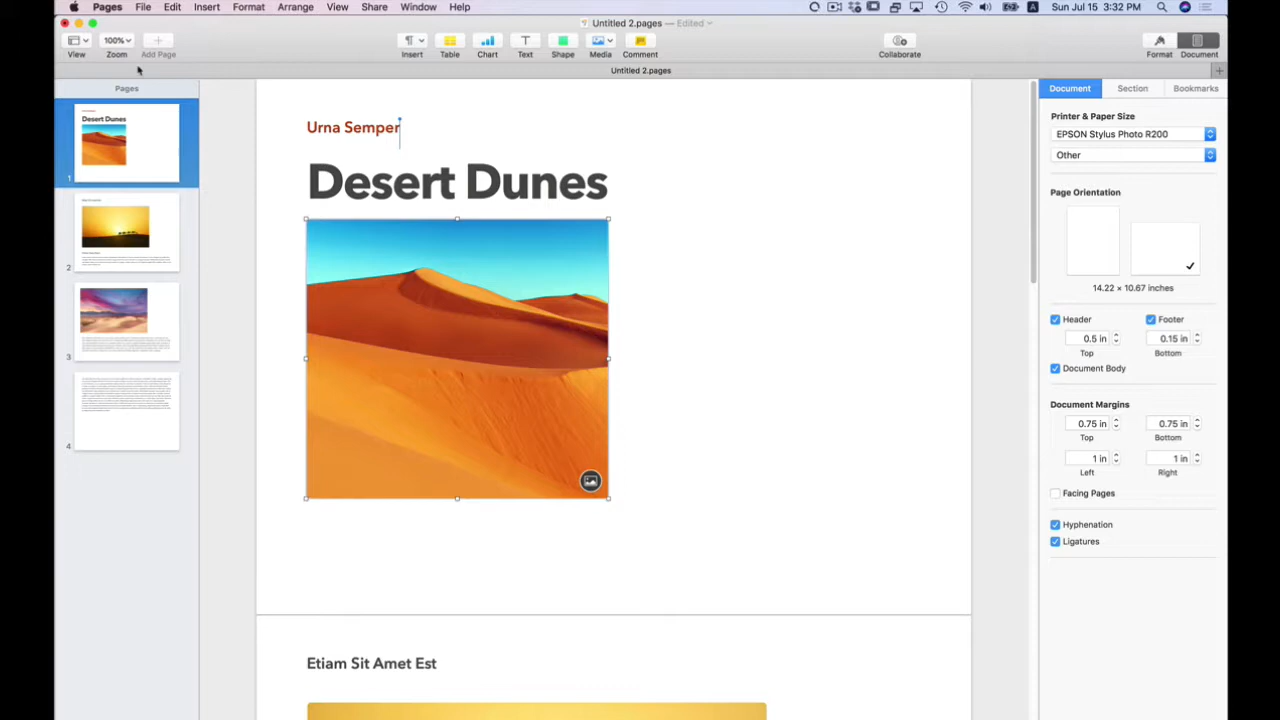 Pages File Edit Insert Format Arrange View Share Window Help
A Sun Jul 15 3:32 PM
Untitled 2.pages — Edited
100%
View Zoom Add Page Insert Table Chart Text Shape Media Comment Collaborate Format Document
Untitled 2.pages
Pages
Desert Dunes
1
2
3
4
Urna Semper
Desert Dunes
Etiam Sit Amet Est
Document Section Bookmarks
Printer & Paper Size
EPSON Stylus Photo R200
Other
Page Orientation
14.22 × 10.67 inches
Header Footer
0.5 in 0.15 in
Top Bottom
Document Body
Document Margins
0.75 in 0.75 in
Top Bottom
1 in 1 in
Left Right
Facing Pages
Hyphenation
Ligatures